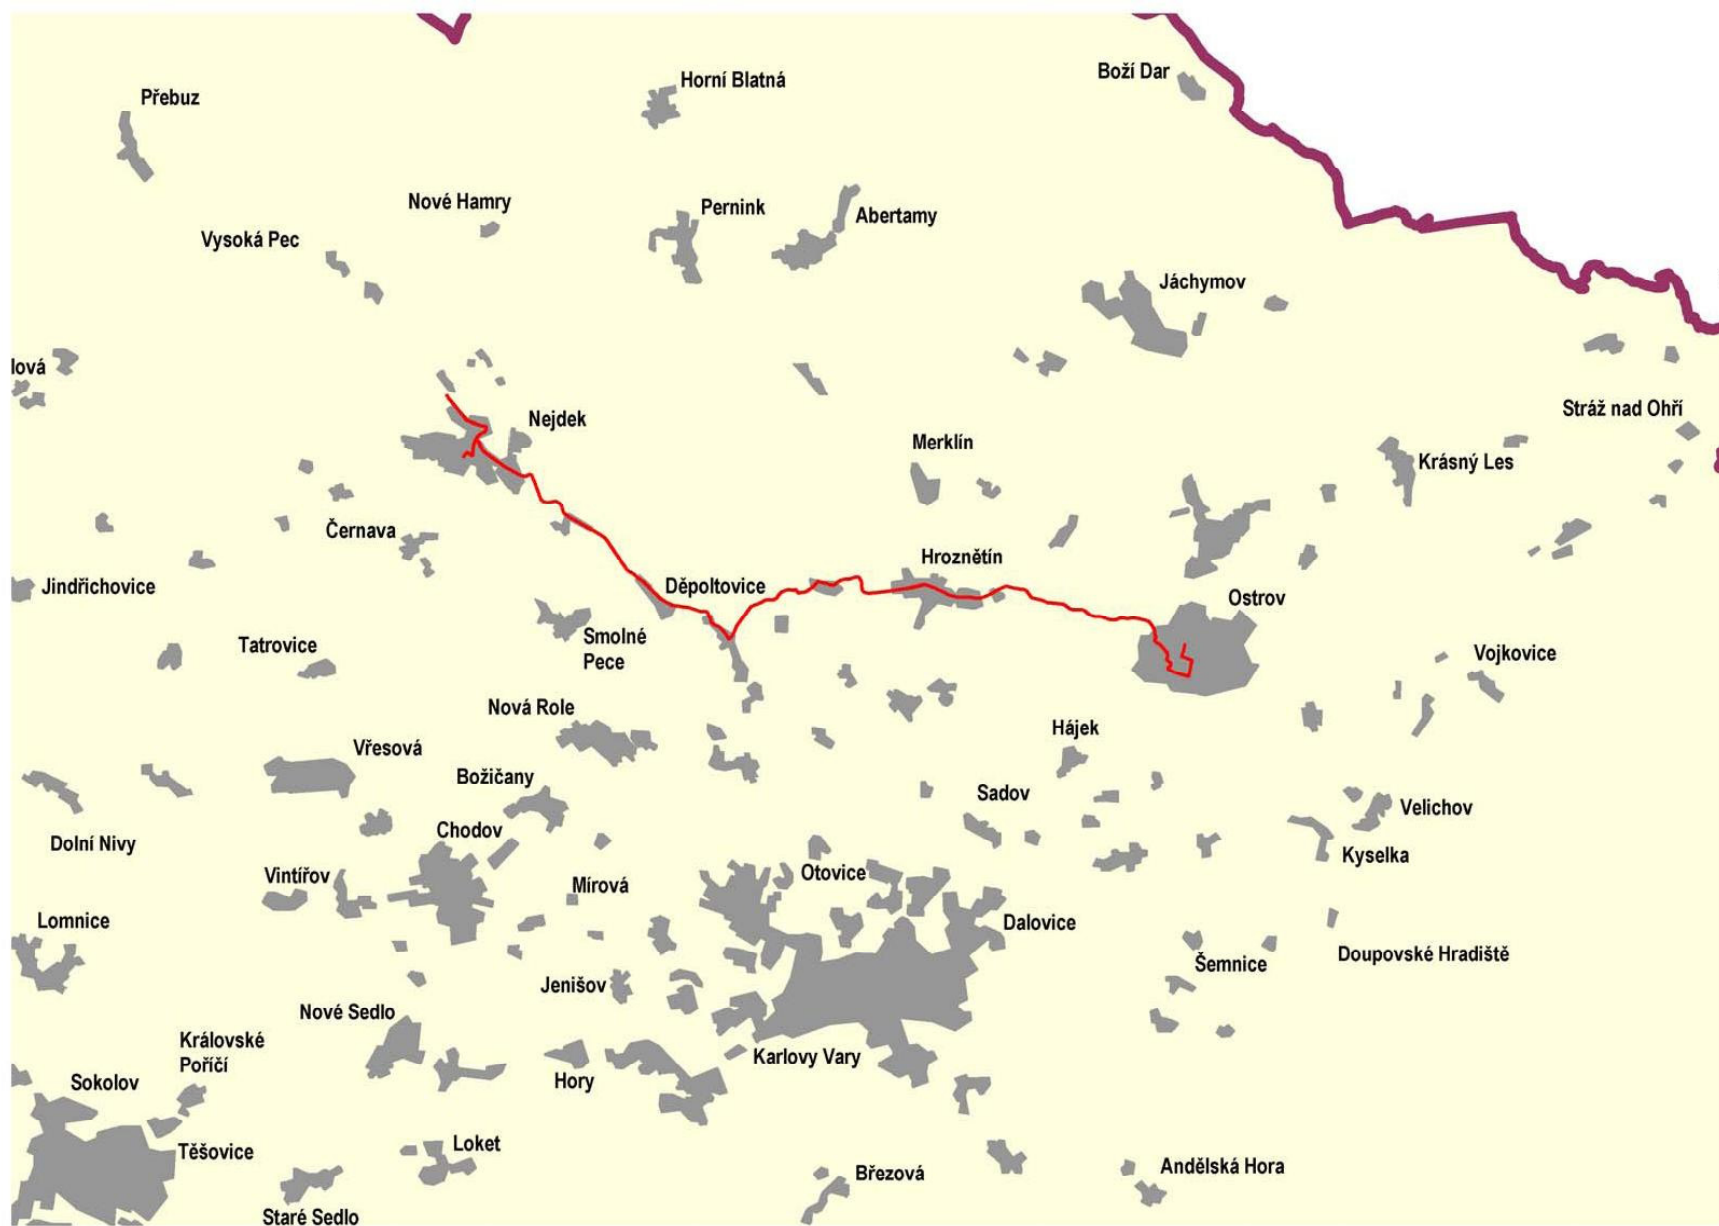 Boží Dar
Horní Blatná
Přebuz
Nové Hamry
Pernink
Abertamy
Vysoká Pec
Jáchymov
lová
Stráž nad Ohří
Nejdek
Merklín
Krásný Les
Černava
Hroznětín
Jindřichovice
Děpoltovice
Ostrov
Smolné
Pece
Tatrovice
Vojkovice
Nová Role
Hájek
Vřesová
Božičany
Sadov
Velichov
Chodov
Dolní Nivy
Kyselka
Vintířov
Otovice
Mírová
Lomnice
Dalovice
Doupovské Hradiště
Šemnice
Jenišov
Nové Sedlo
Královské
Poříčí
Karlovy Vary
Sokolov
Hory
Těšovice
Loket
Andělská Hora
Březová
Staré Sedlo